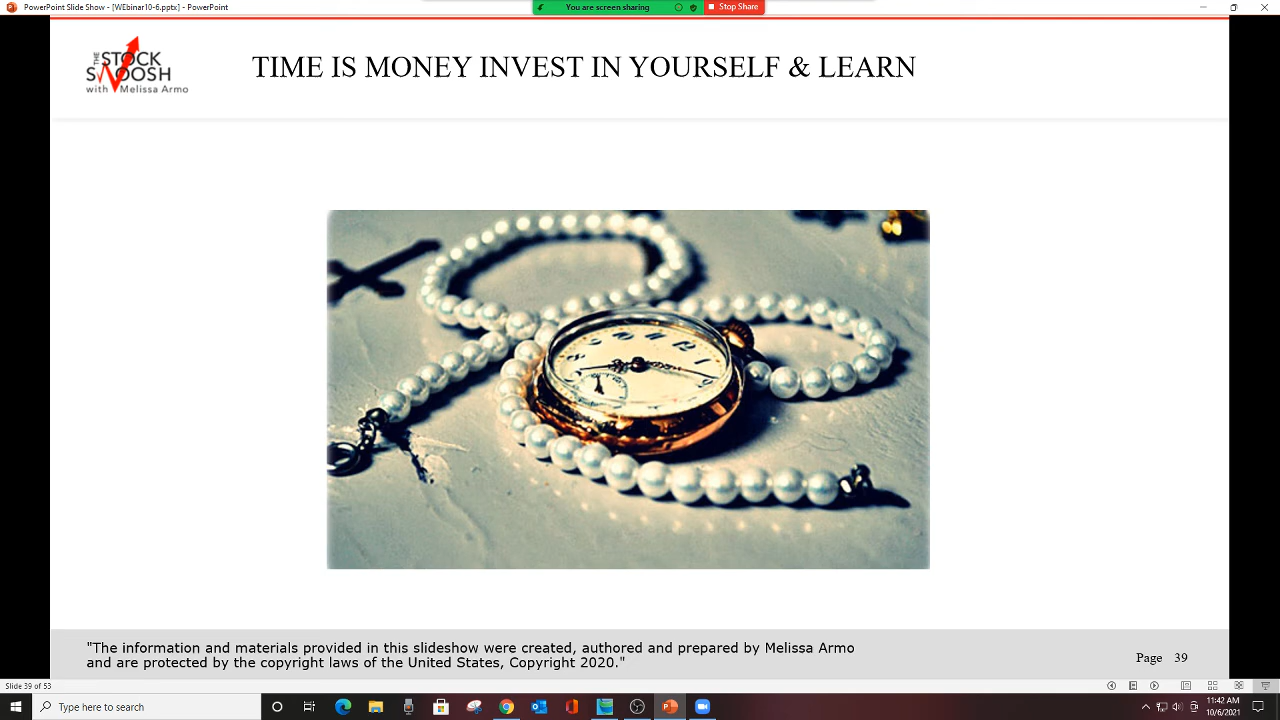 PowerPoint Slide Show - [WEbinar10-6.pptx] - PowerPoint
You are screen sharing
Stop Share
THE
STOCK
SWOOSH
with Melissa Armo
TIME IS MONEY INVEST IN YOURSELF & LEARN
"The information and materials provided in this slideshow were created, authored and prepared by Melissa Armo
and are protected by the copyright laws of the United States, Copyright 2020."
Page 39
Slide 39 of 53
Type here to search
11:42 AM
10/6/2021